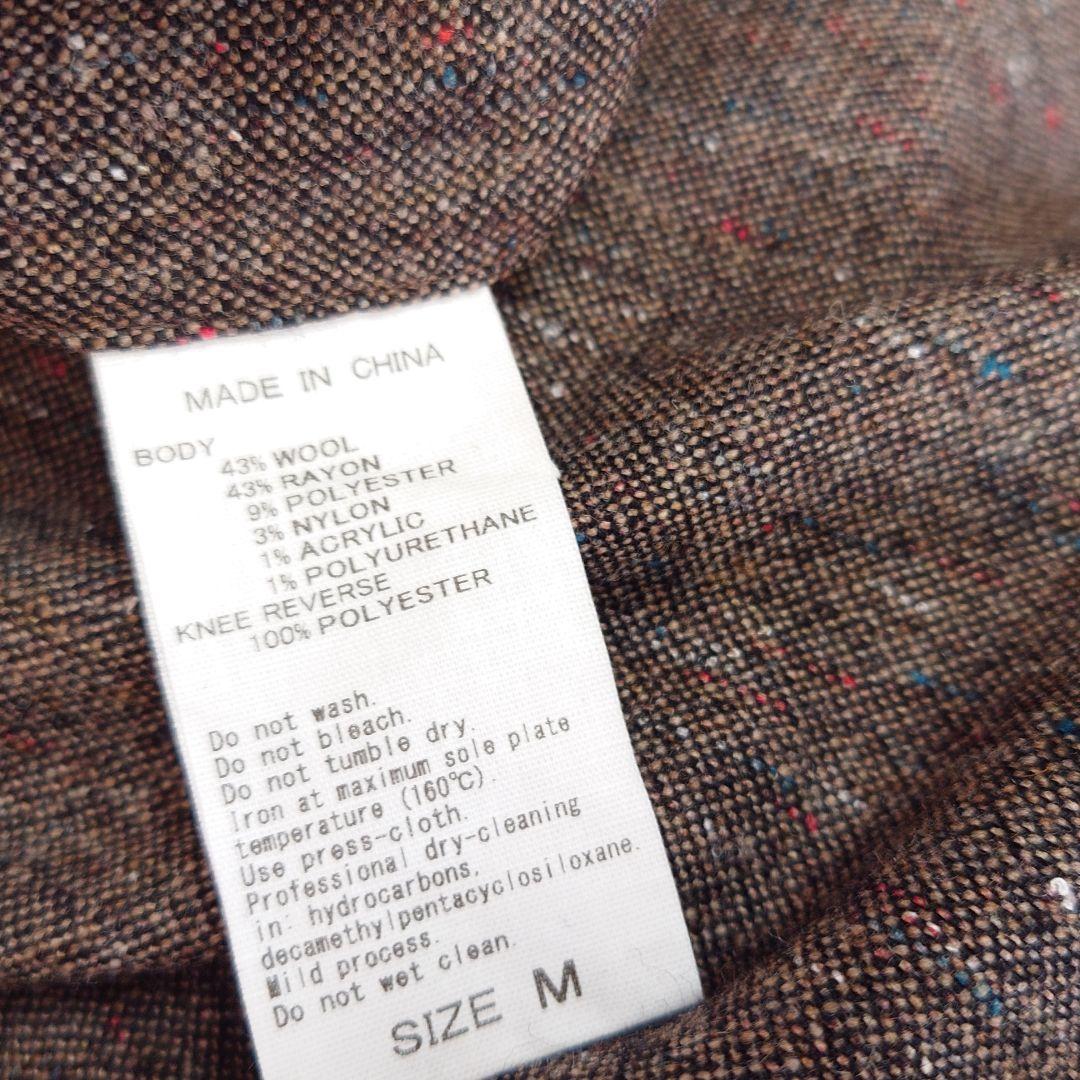 MADE IN CHINA
BODY
43% WOOL
43% RAYON
9% POLYESTER
3% NYLON
1% ACRYLIC
1% POLYURETHANE
KNEE REVERSE
100% POLYESTER
Do not wash.
Do not bleach.
Do not tumble dry.
Iron at maximum sole plate
temperature (160℃).
Use press-cloth.
Professional dry-cleaning
in: hydrocarbons,
decamethylpentacyclosiloxane.
Mild process.
Do not wet clean.
SIZE M